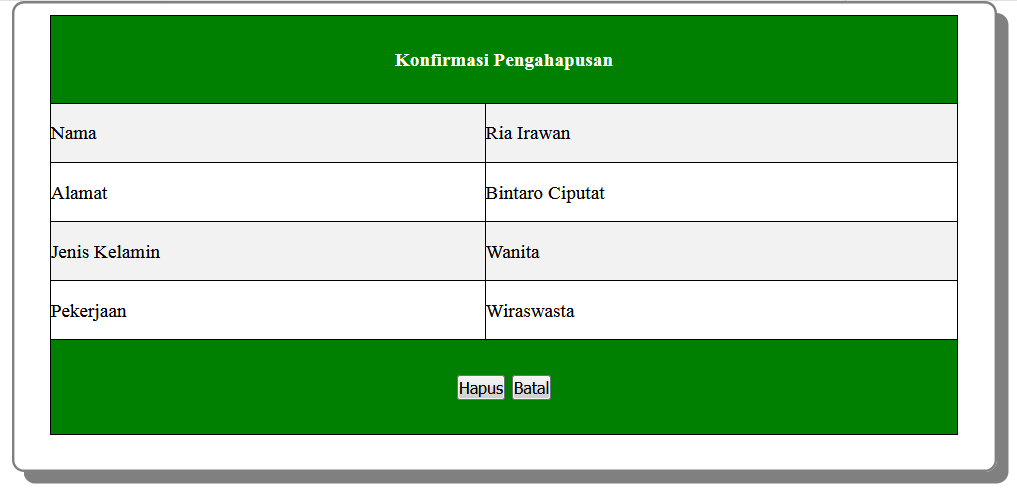 Konfirmasi Pengahapusan
Nama Ria Irawan
Alamat Bintaro Ciputat
Jenis Kelamin Wanita
Pekerjaan Wiraswasta
Hapus Batal